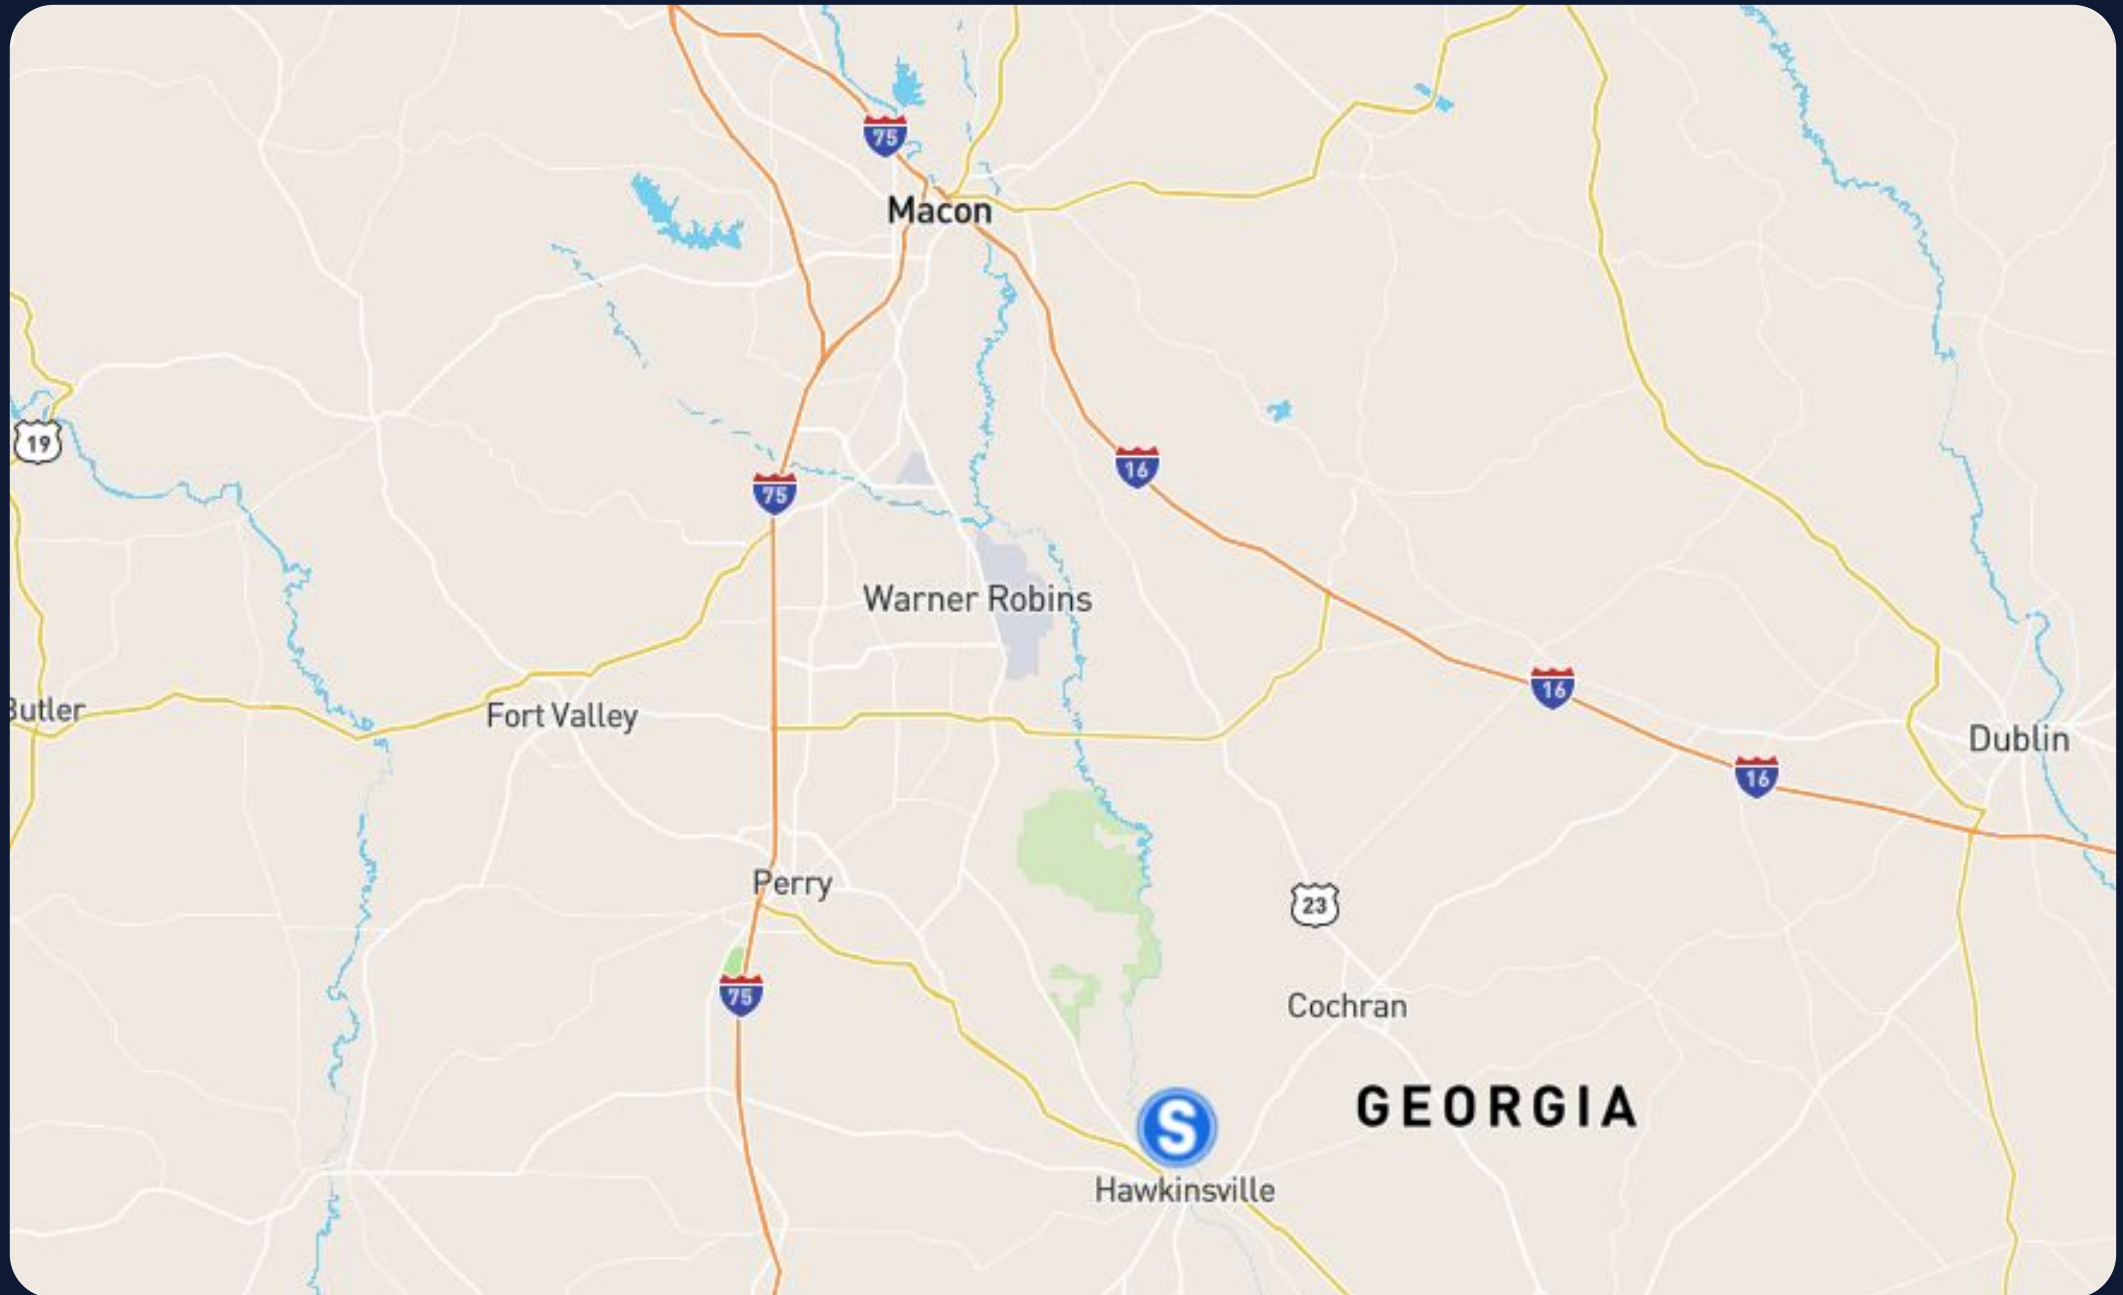 75
Macon
19
16
75
Warner Robins
16
Butler
Fort Valley
Dublin
16
Perry
23
75
Cochran
GEORGIA
S
Hawkinsville